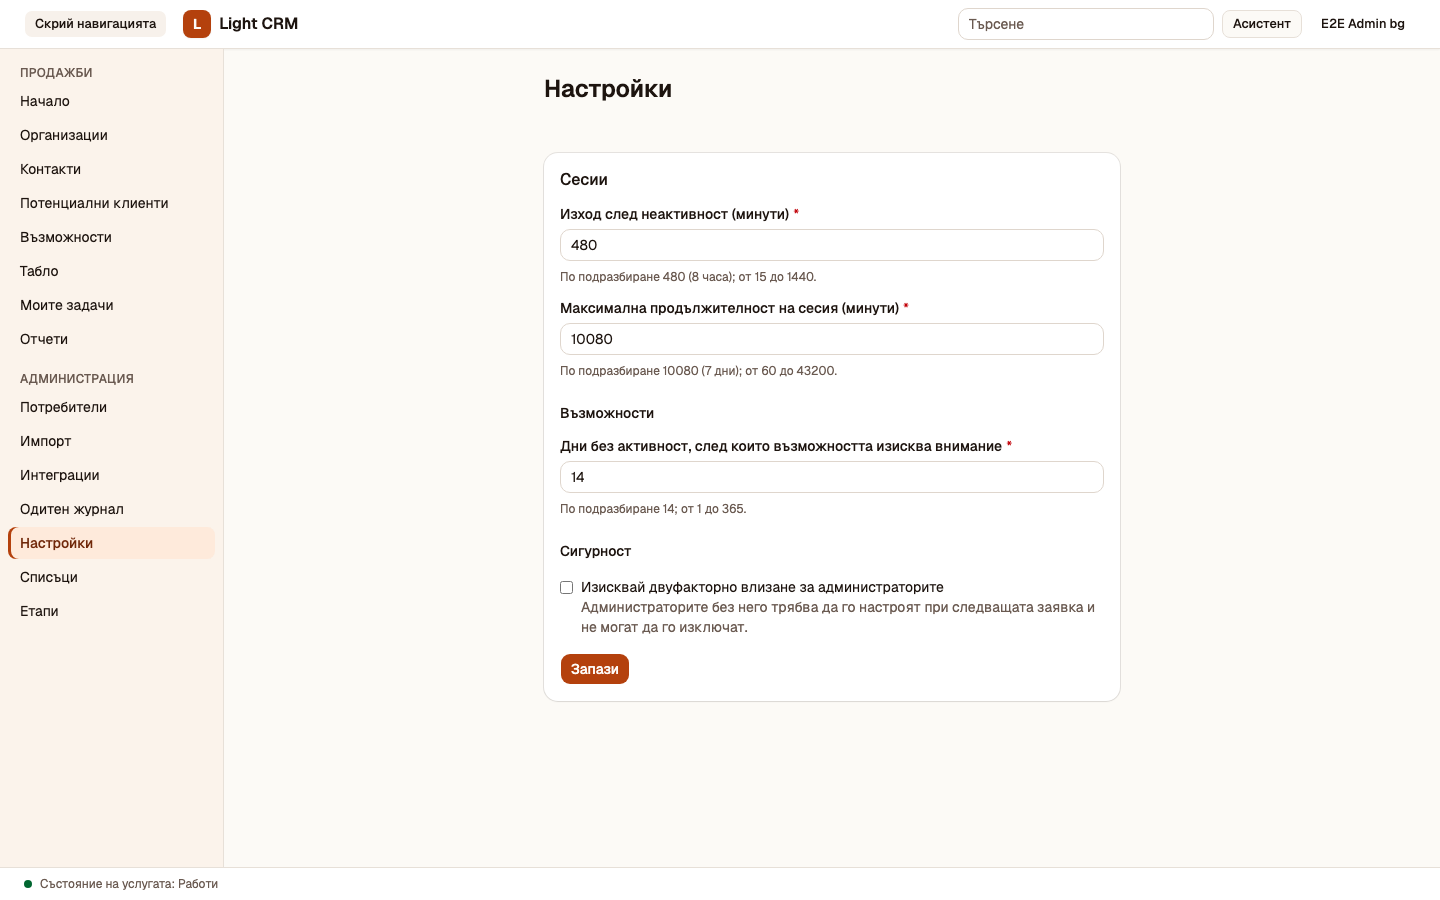 Скрий навигацията
L
Light CRM
Търсене
Асистент
E2E Admin bg
ПРОДАЖБИ
Начало
Организации
Контакти
Потенциални клиенти
Възможности
Табло
Моите задачи
Отчети
АДМИНИСТРАЦИЯ
Потребители
Импорт
Интеграции
Одитен журнал
Настройки
Списъци
Етапи
Настройки
Сесии
Изход след неактивност (минути) *
480
По подразбиране 480 (8 часа); от 15 до 1440.
Максимална продължителност на сесия (минути) *
10080
По подразбиране 10080 (7 дни); от 60 до 43200.
Възможности
Дни без активност, след които възможността изисква внимание *
14
По подразбиране 14; от 1 до 365.
Сигурност
Изисквай двуфакторно влизане за администраторите
Администраторите без него трябва да го настроят при следващата заявка и
не могат да го изключат.
Запази
Състояние на услугата: Работи